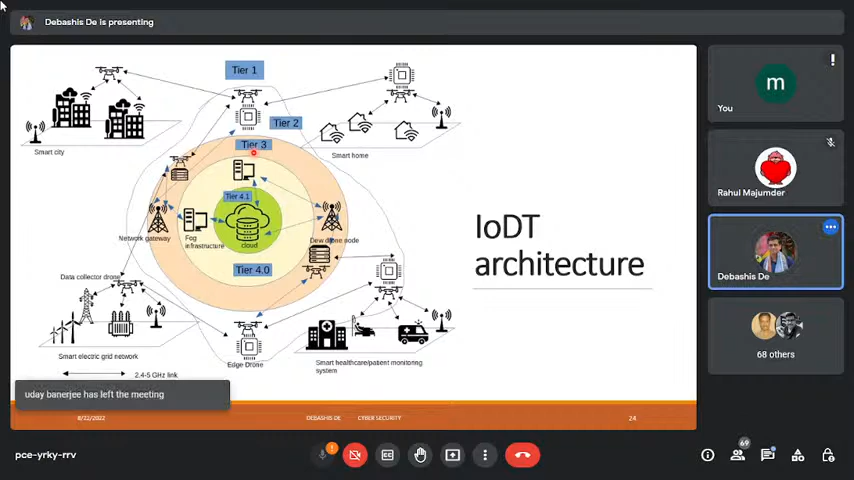 Debashis De is presenting
Tier 1
Tier 2
Tier 3
Smart city
Smart home
Tier 4.1
Network gateway
Fog
infrastructure
cloud
Dew drone node
IoDT
architecture
Tier 4.0
Data collector drone
Smart electric grid network
Edge Drone
Smart healthcare/patient monitoring
system
2.4-5 GHz link
uday banerjee has left the meeting
8/22/2022
DEBASHIS DE
CYBER SECURITY
24
m
You
Rahul Majumder
Debashis De
68 others
pce-yrky-rrv
69